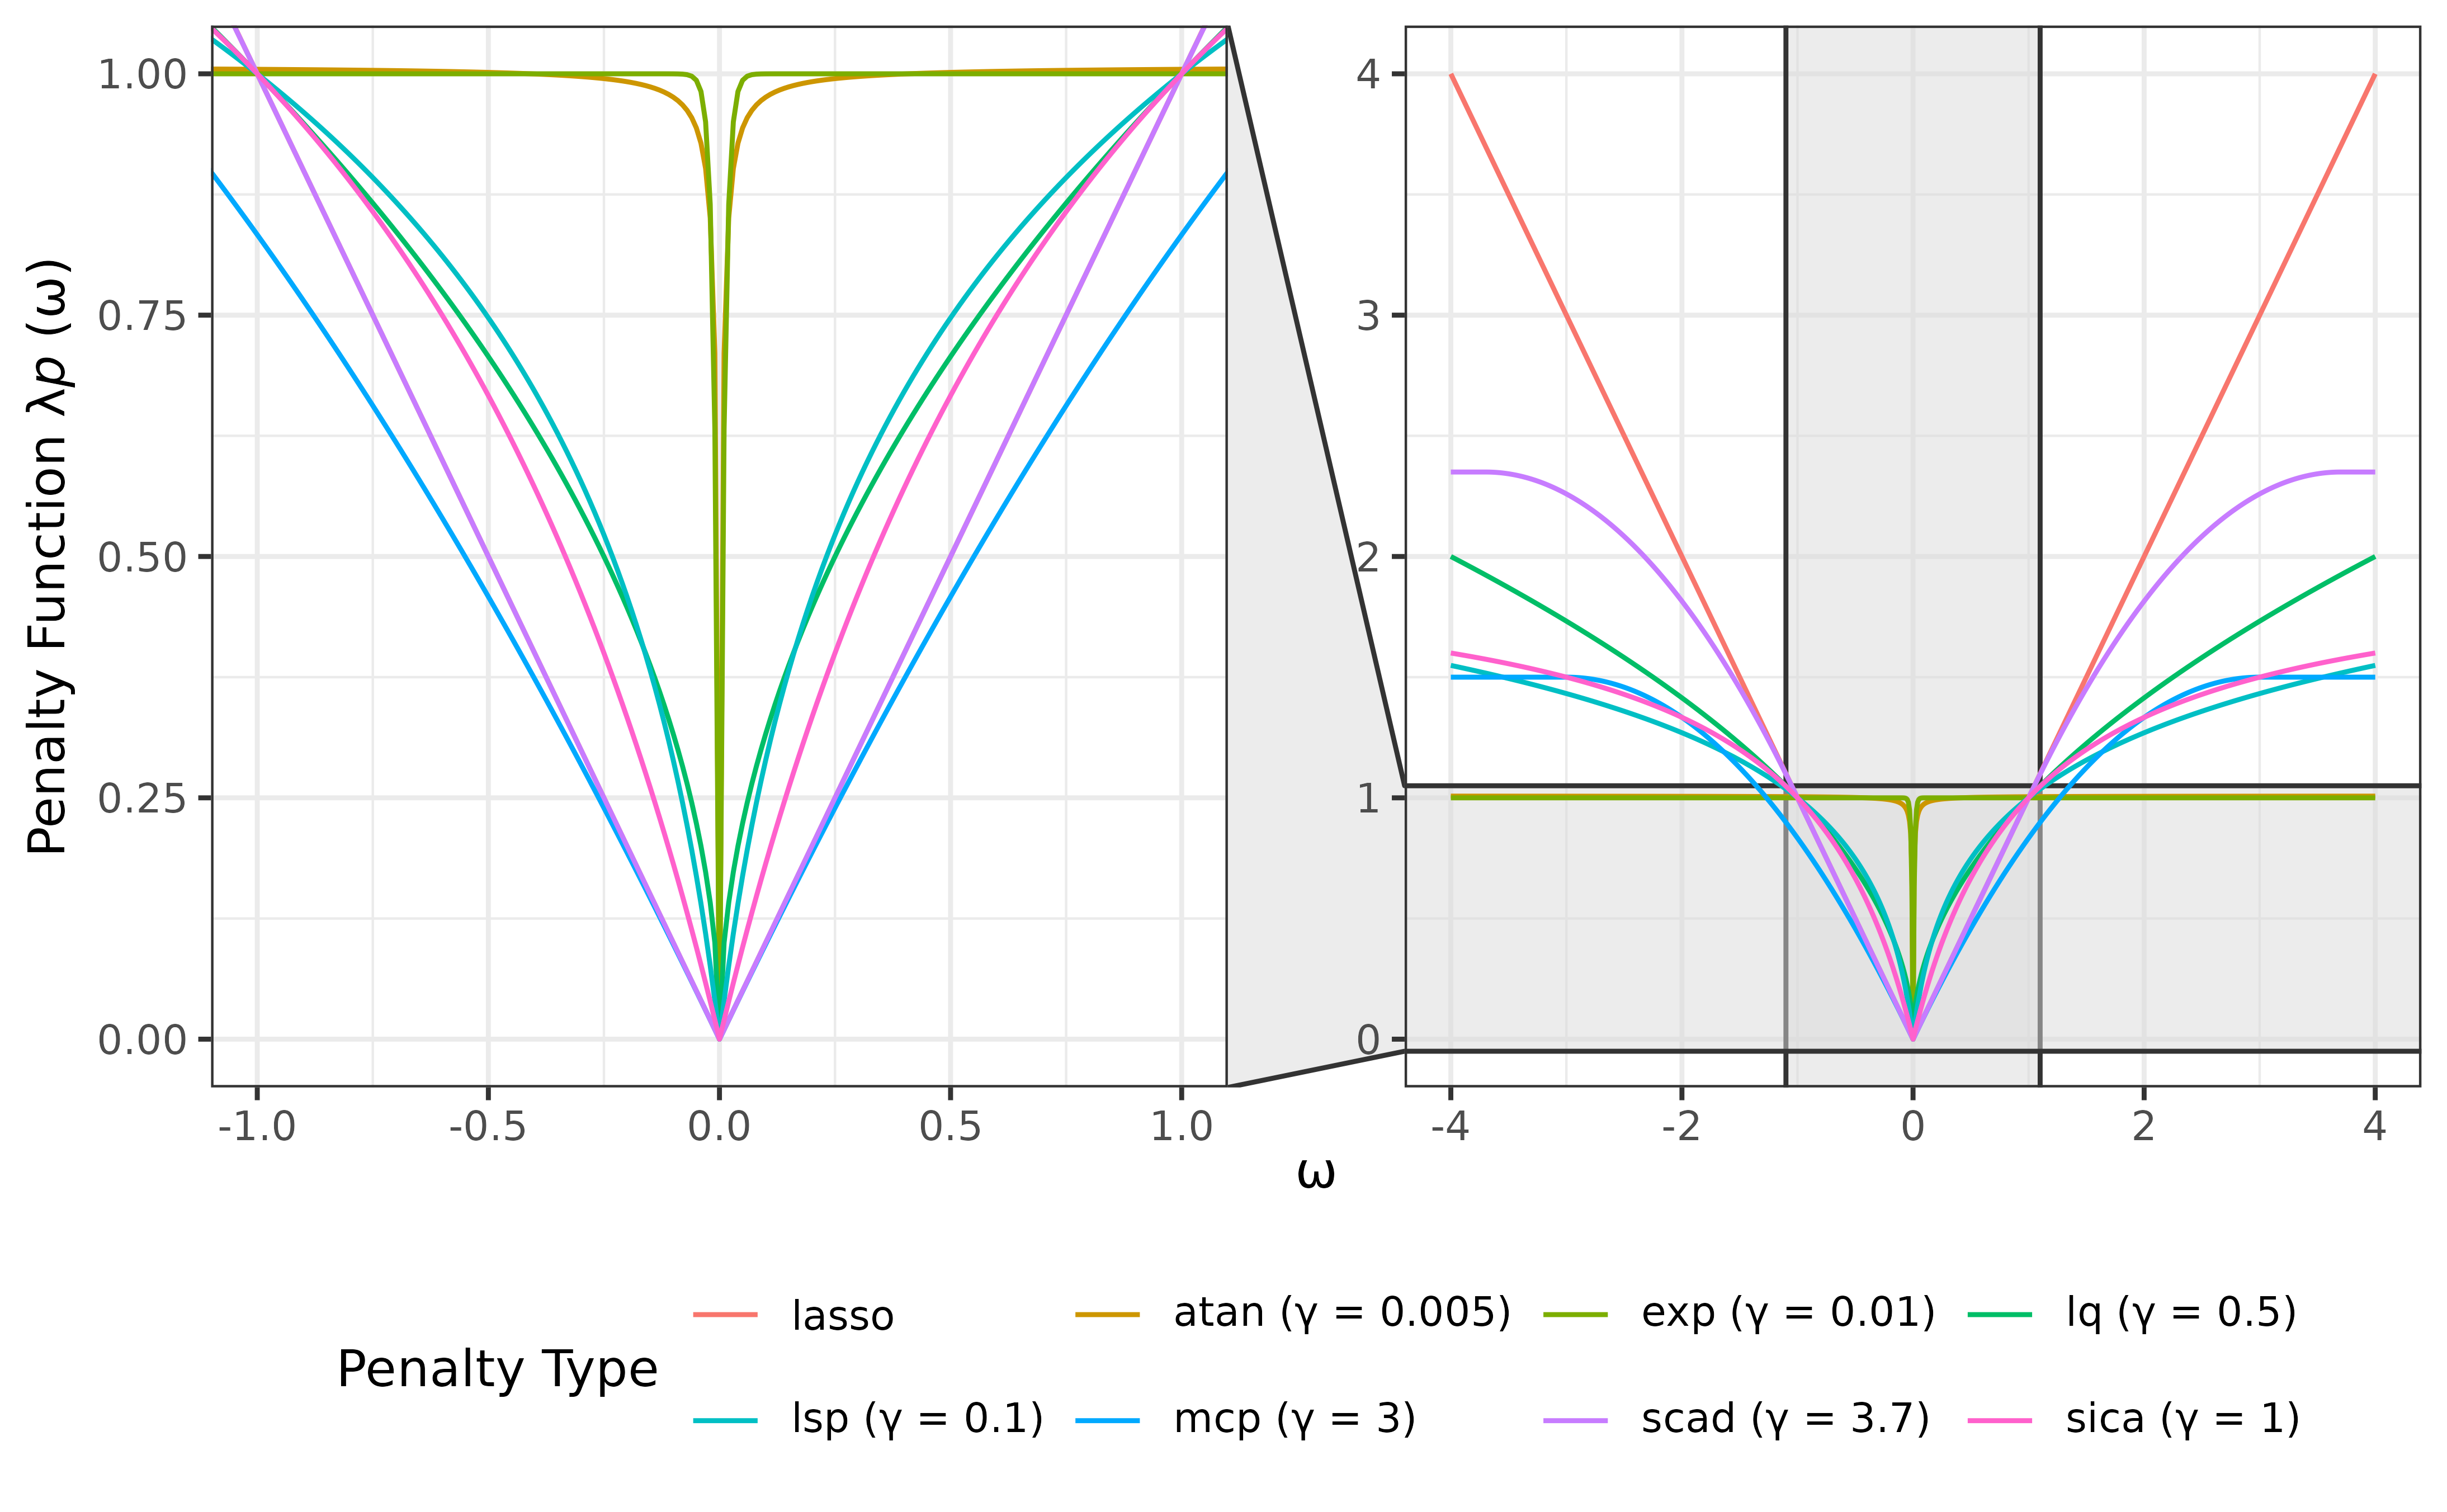 Penalty Function λp (ω)
1.00
0.75
0.50
0.25
0.00
-1.0 -0.5 0.0 0.5 1.0
4
3
2
1
0
-4 -2 0 2 4
ω
Penalty Type
lasso atan (γ = 0.005) exp (γ = 0.01) lq (γ = 0.5)
lsp (γ = 0.1) mcp (γ = 3) scad (γ = 3.7) sica (γ = 1)